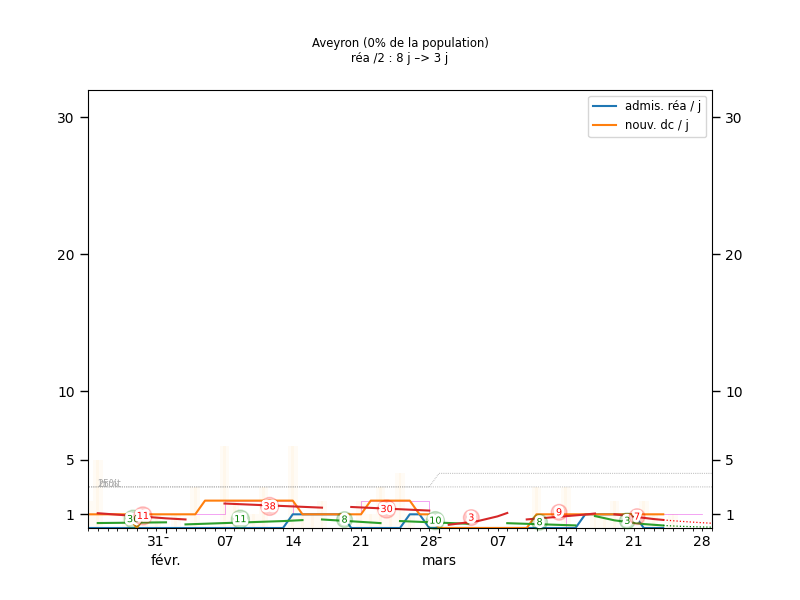 Aveyron (0% de la population)
réa /2 : 8 j –> 3 j
admis. réa / j
nouv. dc / j
30 30
20 20
10 10
5 5
1 1
11 11 38 8 30 10 3 8 9 3 7
31 07 14 21 28 07 14 21 28
févr. mars